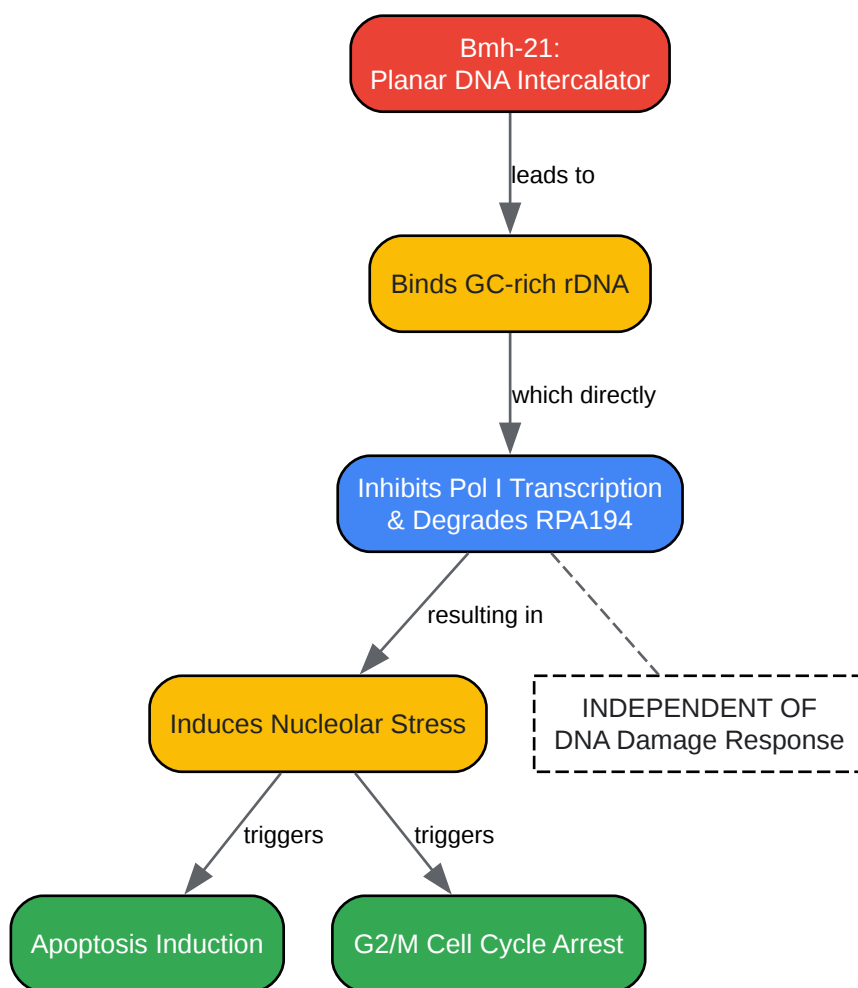 Bmh-21:
Planar DNA Intercalator
leads to
Binds GC-rich rDNA
which directly
Inhibits Pol I Transcription
& Degrades RPA194
resulting in
Induces Nucleolar Stress
INDEPENDENT OF
DNA Damage Response
triggers
triggers
Apoptosis Induction
G2/M Cell Cycle Arrest